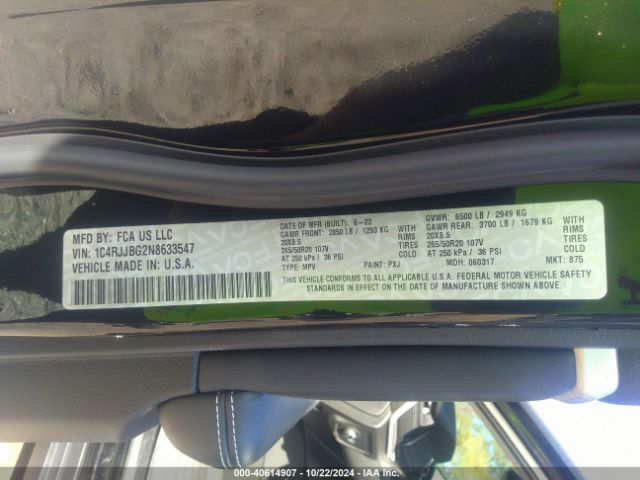 MFD BY: FCA US LLC
VIN: 1C4RJJBG2N8633547
VEHICLE MADE IN U.S.A.
DATE OF MFR (BUILT): 6-22
GAWR FRONT: 2850 LB / 1293 KG
WITH
20X8.5 RIMS
265/50R20 107V
AT 250 kPa / 36 PSI
TYPE: MPV PAINT: PXJ
GVWR: 6500 LB / 2949 KG
GAWR REAR: 3700 LB / 1679 KG
WITH
20X8.5 RIMS
265/50R20 107V
AT 250 kPa / 36 PSI
MDH: 060317 MKT: 875
THIS VEHICLE CONFORMS TO ALL APPLICABLE U.S.A. FEDERAL MOTOR VEHICLE SAFETY
STANDARDS IN EFFECT ON THE DATE OF MANUFACTURE SHOWN ABOVE.
000-40614907 - 10/22/2024 - IAA Inc.